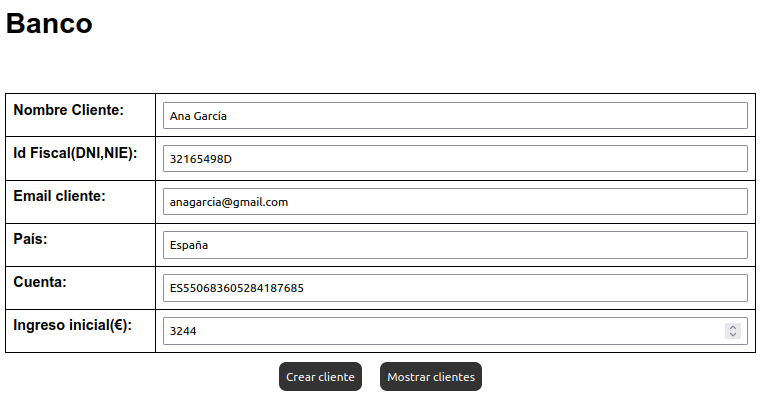 Banco
Nombre Cliente: Ana García
Id Fiscal(DNI,NIE): 32165498D
Email cliente: anagarcia@gmail.com
País: España
Cuenta: ES550683605284187685
Ingreso inicial(€): 3244
Crear cliente Mostrar clientes